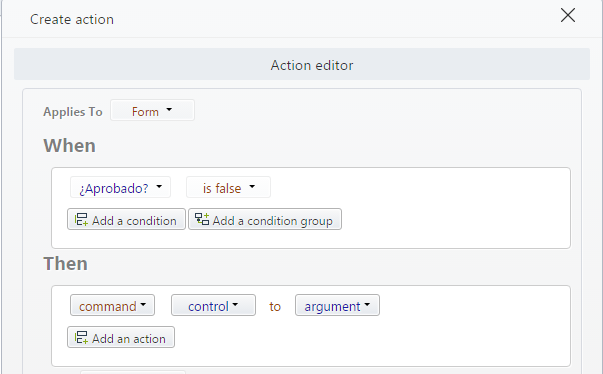 Create action
Action editor
Applies To Form
When
¿Aprobado? is false
Add a condition Add a condition group
Then
command control to argument
Add an action